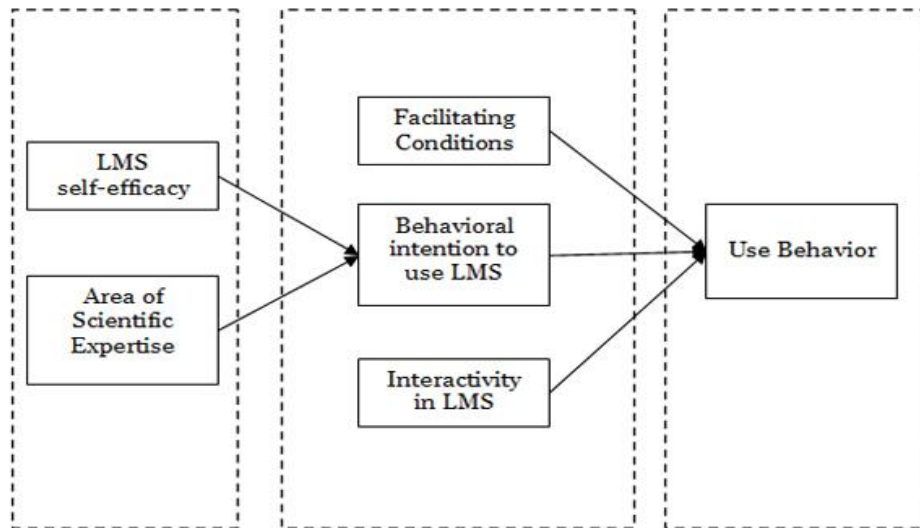 LMS
self-efficacy
Area of
Scientific
Expertise
Facilitating
Conditions
Behavioral
intention to
use LMS
Interactivity
in LMS
Use Behavior